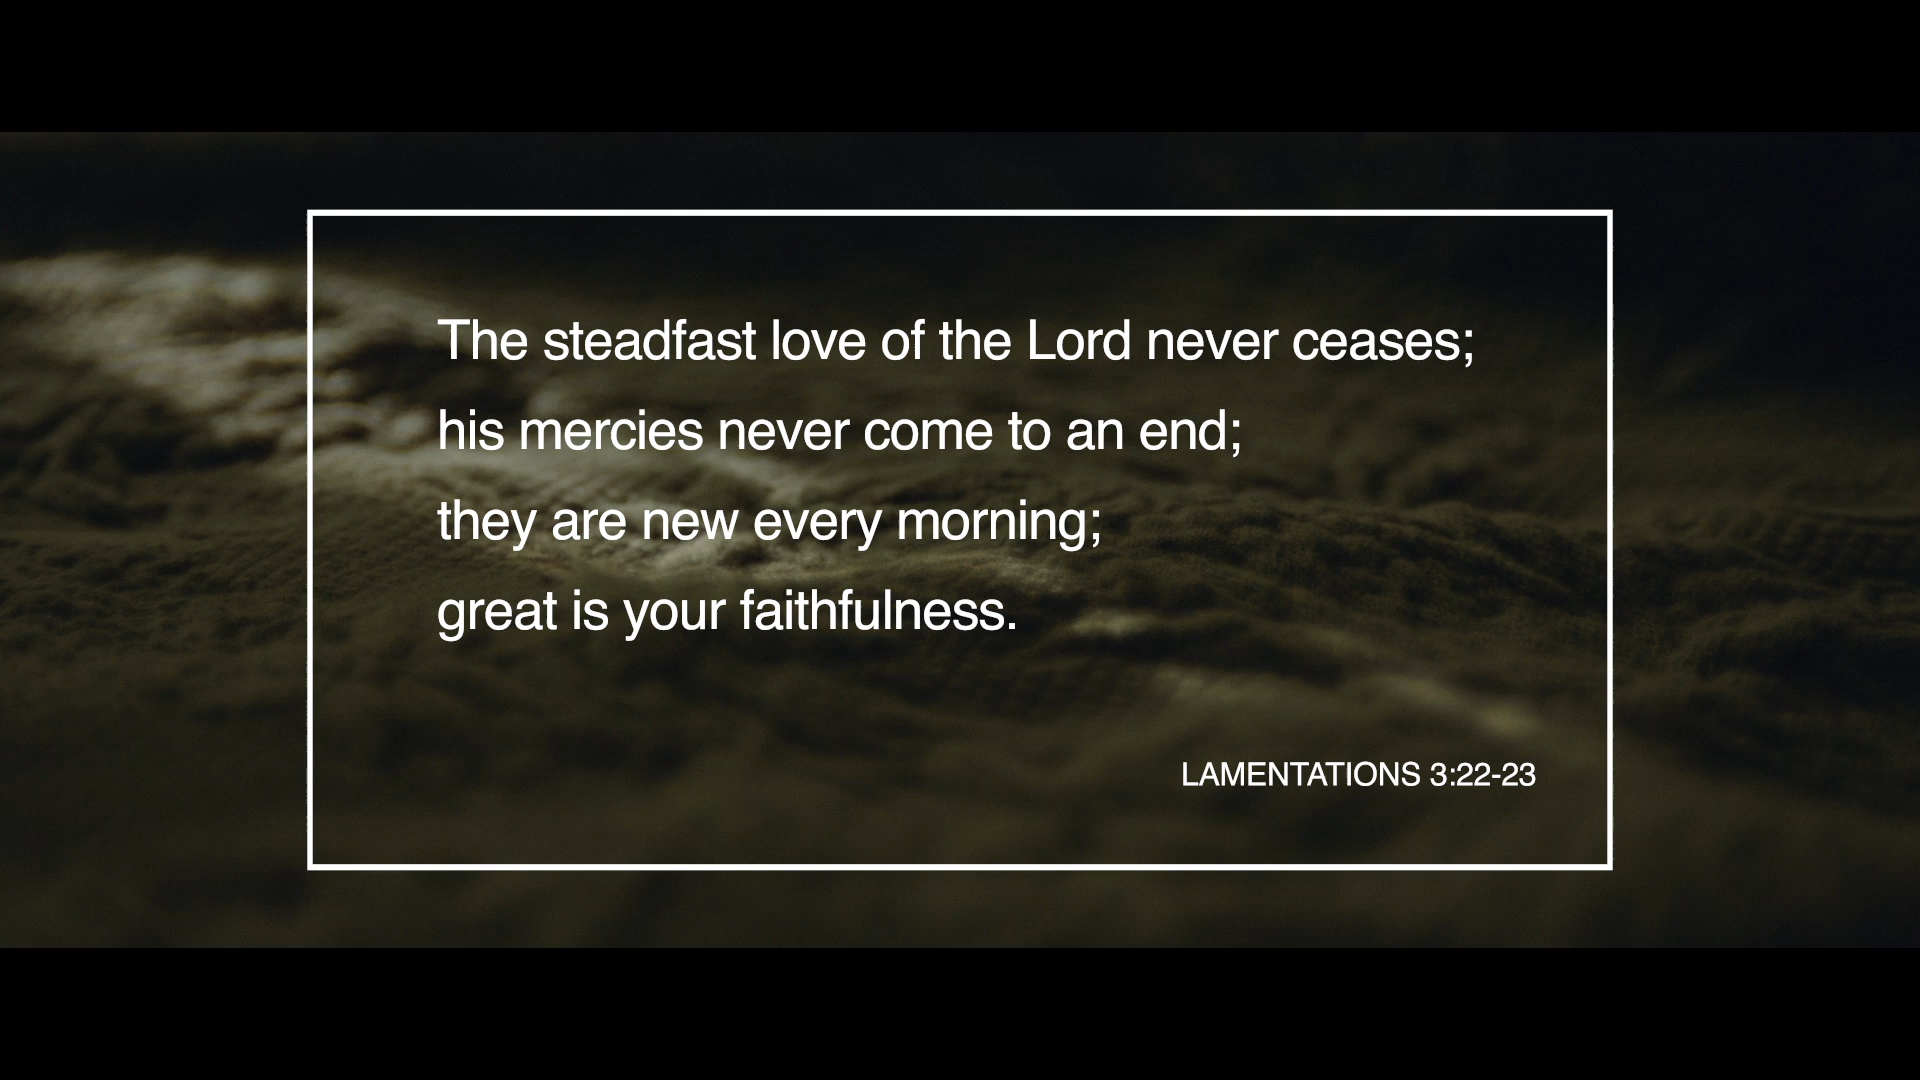 The steadfast love of the Lord never ceases;
his mercies never come to an end;
they are new every morning;
great is your faithfulness.
LAMENTATIONS 3:22-23